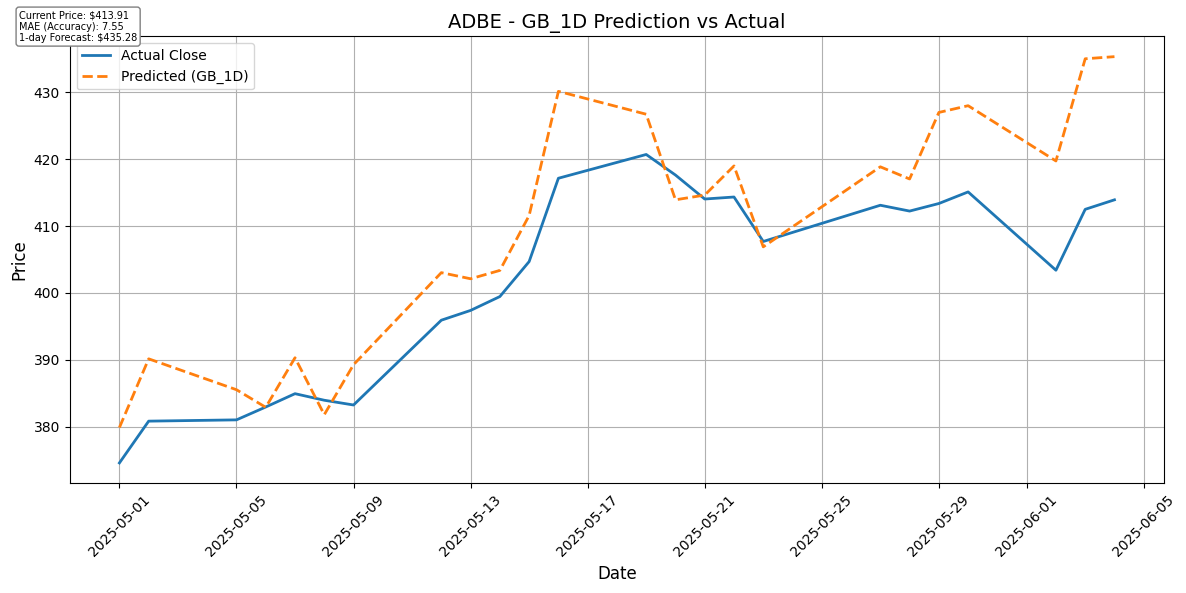 ADBE - GB_1D Prediction vs Actual
Current Price: $413.91
MAE (Accuracy): 7.55
1-day Forecast: $435.28
Actual Close
Predicted (GB_1D)
Price
430
420
410
400
390
380
2025-05-01
2025-05-05
2025-05-09
2025-05-13
2025-05-17
2025-05-21
2025-05-25
2025-05-29
2025-06-01
2025-06-05
Date